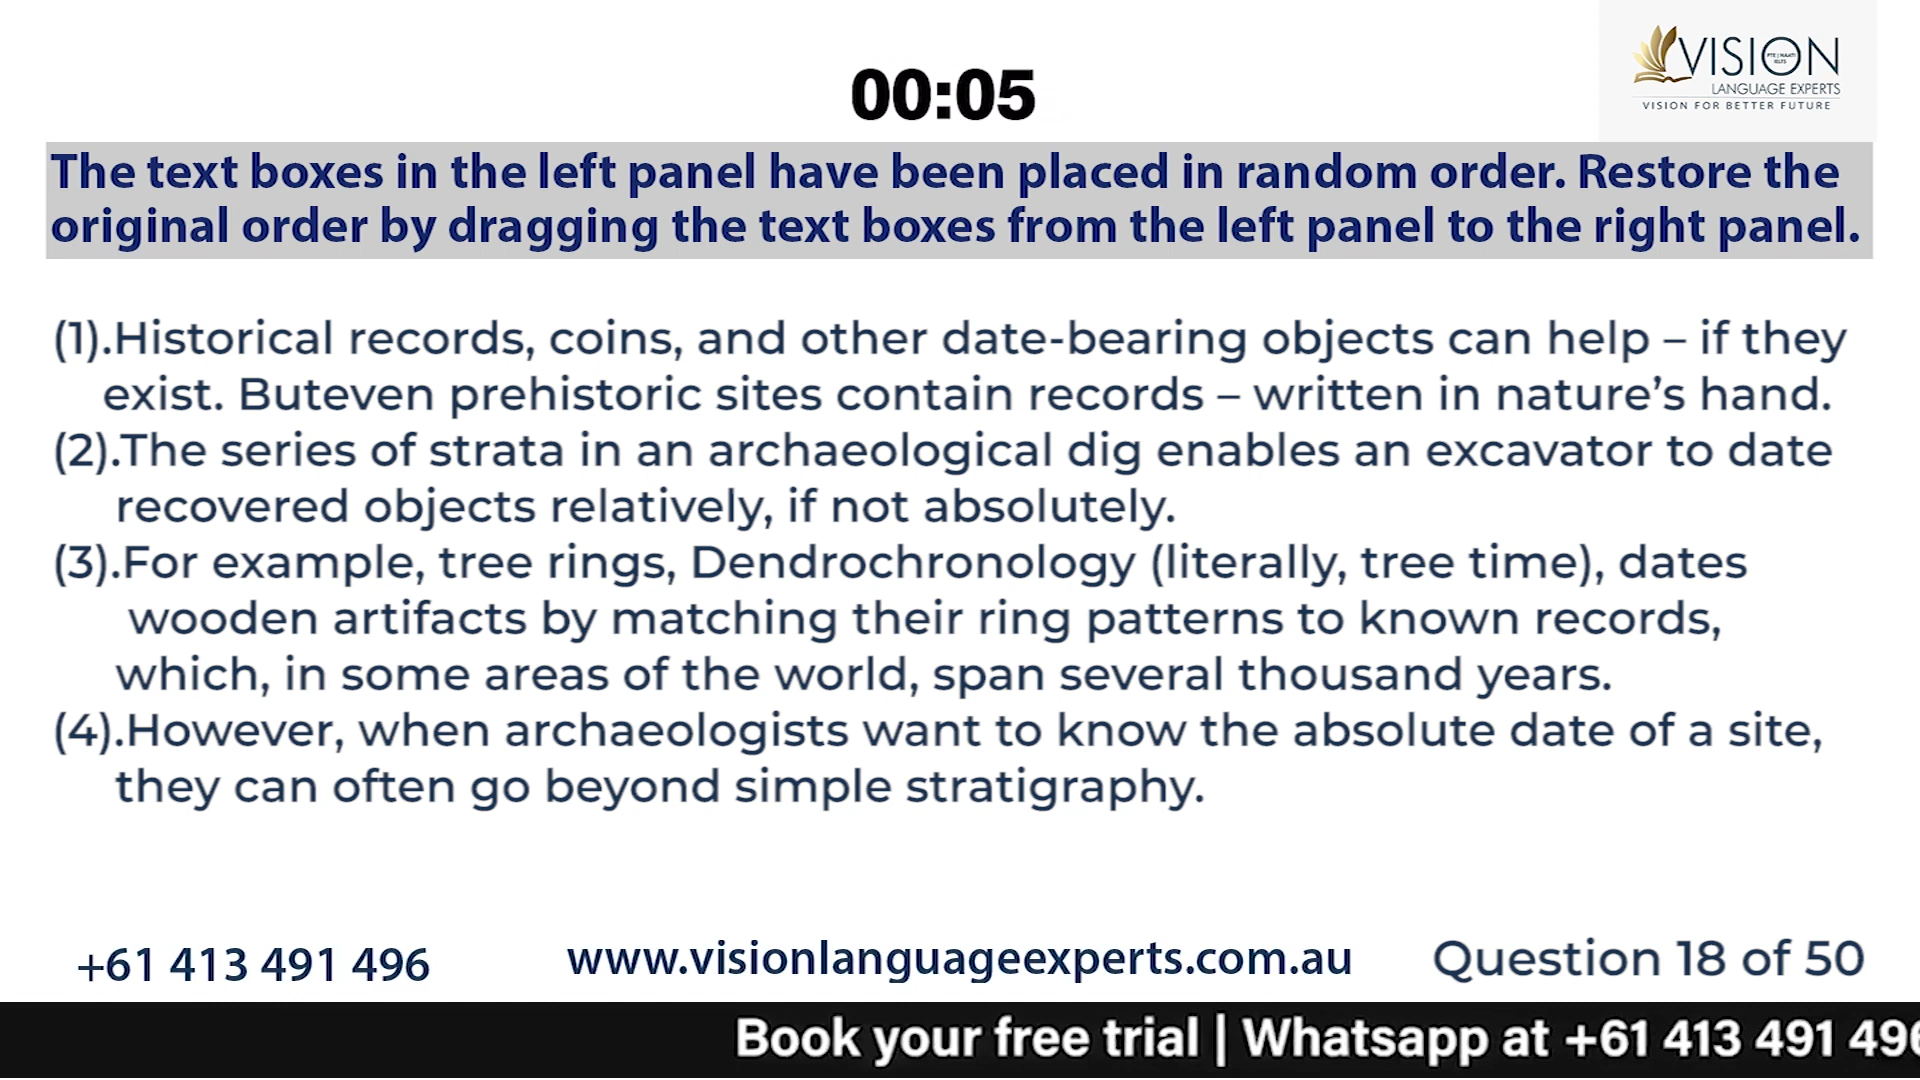 VISION
PTE | NAATI
IELTS
LANGUAGE EXPERTS
VISION FOR BETTER FUTURE
00:05
The text boxes in the left panel have been placed in random order. Restore the
original order by dragging the text boxes from the left panel to the right panel.
(1).Historical records, coins, and other date-bearing objects can help – if they
exist. Buteven prehistoric sites contain records – written in nature’s hand.
(2).The series of strata in an archaeological dig enables an excavator to date
recovered objects relatively, if not absolutely.
(3).For example, tree rings, Dendrochronology (literally, tree time), dates
wooden artifacts by matching their ring patterns to known records,
which, in some areas of the world, span several thousand years.
(4).However, when archaeologists want to know the absolute date of a site,
they can often go beyond simple stratigraphy.
+61 413 491 496
www.visionlanguageexperts.com.au
Question 18 of 50
Book your free trial | Whatsapp at +61 413 491 496